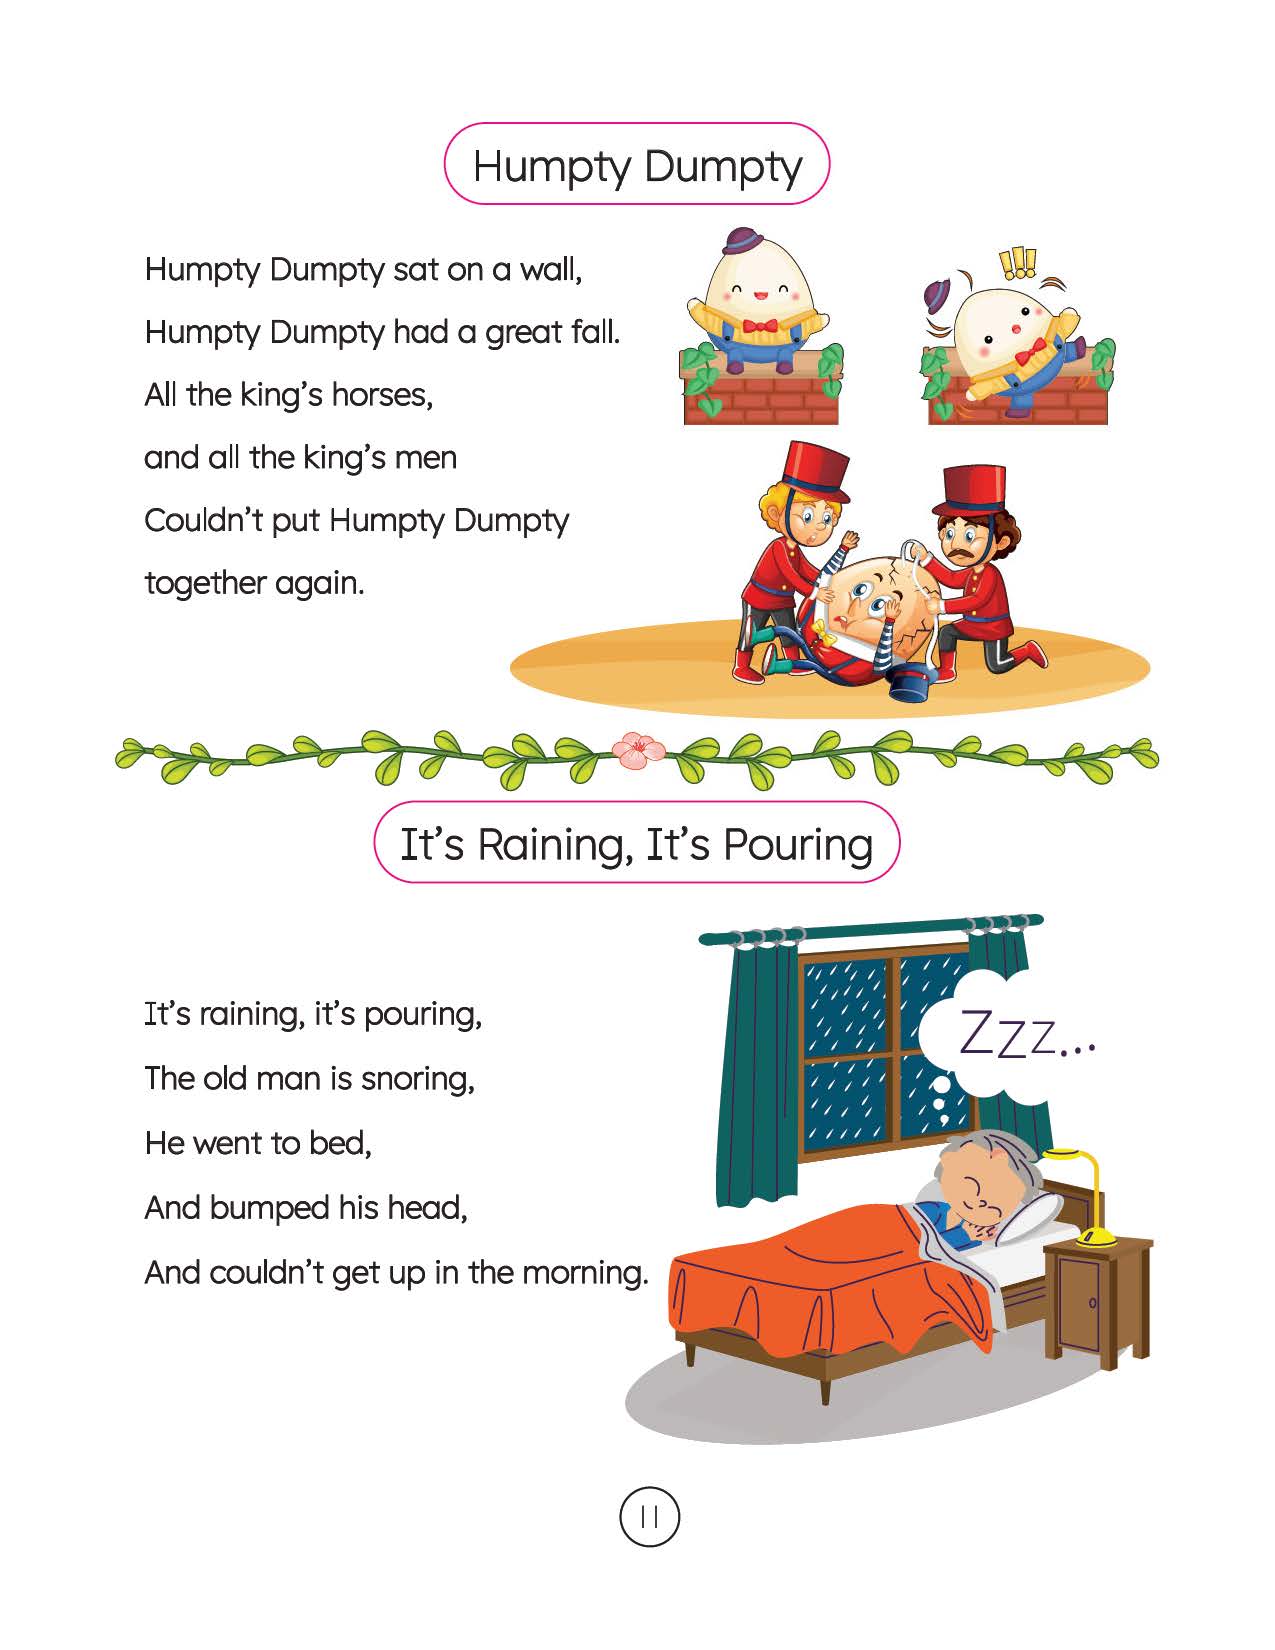 Humpty Dumpty
Humpty Dumpty sat on a wall,
Humpty Dumpty had a great fall.
All the king’s horses,
and all the king’s men
Couldn’t put Humpty Dumpty
together again.
!!!
It’s Raining, It’s Pouring
It’s raining, it’s pouring,
The old man is snoring,
He went to bed,
And bumped his head,
And couldn’t get up in the morning.
Zzz...
11